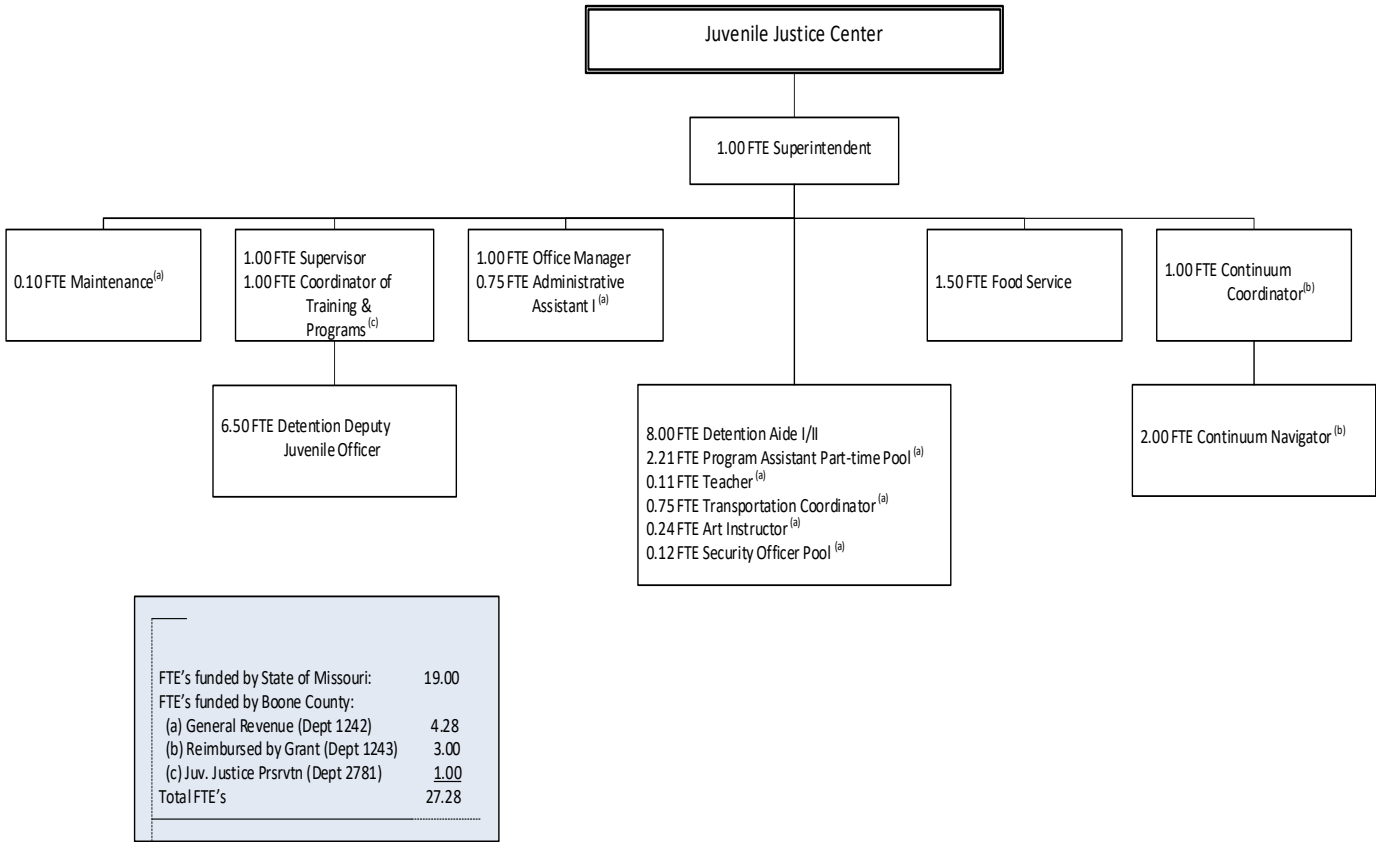 Juvenile Justice Center
1.00 FTE Superintendent
0.10 FTE Maintenance(a)
1.00 FTE Supervisor
1.00 FTE Coordinator of
Training &
Programs (c)
1.00 FTE Office Manager
0.75 FTE Administrative
Assistant I (a)
1.50 FTE Food Service
1.00 FTE Continuum
Coordinator(b)
6.50 FTE Detention Deputy
Juvenile Officer
8.00 FTE Detention Aide I/II
2.21 FTE Program Assistant Part-time Pool (a)
0.11 FTE Teacher (a)
0.75 FTE Transportation Coordinator (a)
0.24 FTE Art Instructor (a)
0.12 FTE Security Officer Pool (a)
2.00 FTE Continuum Navigator (b)
FTE's funded by State of Missouri: 19.00
FTE's funded by Boone County:
(a) General Revenue (Dept 1242) 4.28
(b) Reimbursed by Grant (Dept 1243) 3.00
(c) Juv. Justice Prsrvtn (Dept 2781) 1.00
Total FTE's 27.28